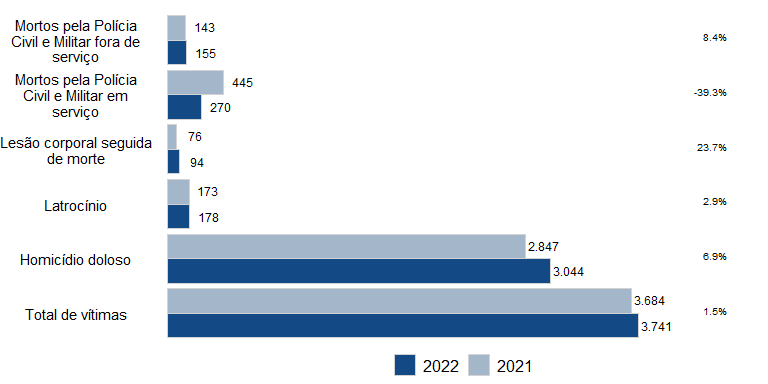 Mortos pela Polícia
Civil e Militar fora de
serviço
143
155
8.4%
Mortos pela Polícia
Civil e Militar em
serviço
445
270
-39.3%
Lesão corporal seguida
de morte
76
94
23.7%
Latrocínio
173
178
2.9%
Homicídio doloso
2.847
3.044
6.9%
Total de vítimas
3.684
3.741
1.5%
2022 2021